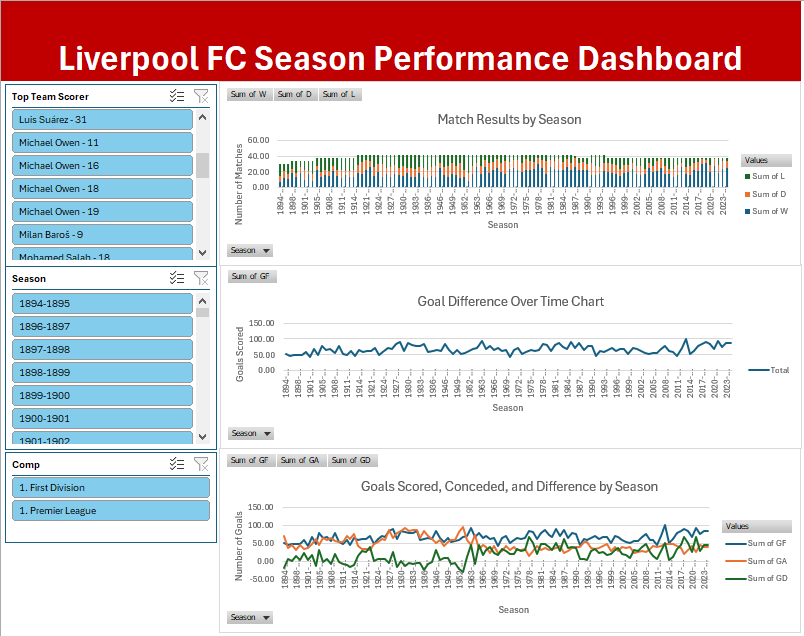 Liverpool FC Season Performance Dashboard
Top Team Scorer
Luis Suárez - 31
Michael Owen - 11
Michael Owen - 16
Michael Owen - 18
Michael Owen - 19
Milan Baroš - 9
Mohamed Salah - 18
Season
1894-1895
1896-1897
1897-1898
1898-1899
1899-1900
1900-1901
1901-1902
Comp
1. First Division
1. Premier League
Sum of W Sum of D Sum of L
Match Results by Season
Number of Matches
60.00
40.00
20.00
0.00
1894-… 1898-… 1901-… 1905-… 1908-… 1911-… 1914-… 1921-… 1924-… 1927-… 1930-… 1933-… 1936-… 1946-… 1949-… 1952-… 1963-… 1966-… 1969-… 1972-… 1975-… 1978-… 1981-… 1984-… 1987-… 1990-… 1993-… 1996-… 1999-… 2002-… 2005-… 2008-… 2011-… 2014-… 2017-… 2020-… 2023-…
Season
Values
Sum of L
Sum of D
Sum of W
Season
Sum of GF
Goal Difference Over Time Chart
Goals Scored
150.00
100.00
50.00
0.00
1894-… 1898-… 1901-… 1905-… 1908-… 1911-… 1914-… 1921-… 1924-… 1927-… 1930-… 1933-… 1936-… 1946-… 1949-… 1952-… 1963-… 1966-… 1969-… 1972-… 1975-… 1978-… 1981-… 1984-… 1987-… 1990-… 1993-… 1996-… 1999-… 2002-… 2005-… 2008-… 2011-… 2014-… 2017-… 2020-… 2023-…
Season
Total
Season
Sum of GF Sum of GA Sum of GD
Goals Scored, Conceded, and Difference by Season
Number of Goals
150.00
100.00
50.00
0.00
-50.00
1894-… 1898-… 1901-… 1905-… 1908-… 1911-… 1914-… 1921-… 1924-… 1927-… 1930-… 1933-… 1936-… 1946-… 1949-… 1952-… 1963-… 1966-… 1969-… 1972-… 1975-… 1978-… 1981-… 1984-… 1987-… 1990-… 1993-… 1996-… 1999-… 2002-… 2005-… 2008-… 2011-… 2014-… 2017-… 2020-… 2023-…
Season
Values
Sum of GF
Sum of GA
Sum of GD
Season